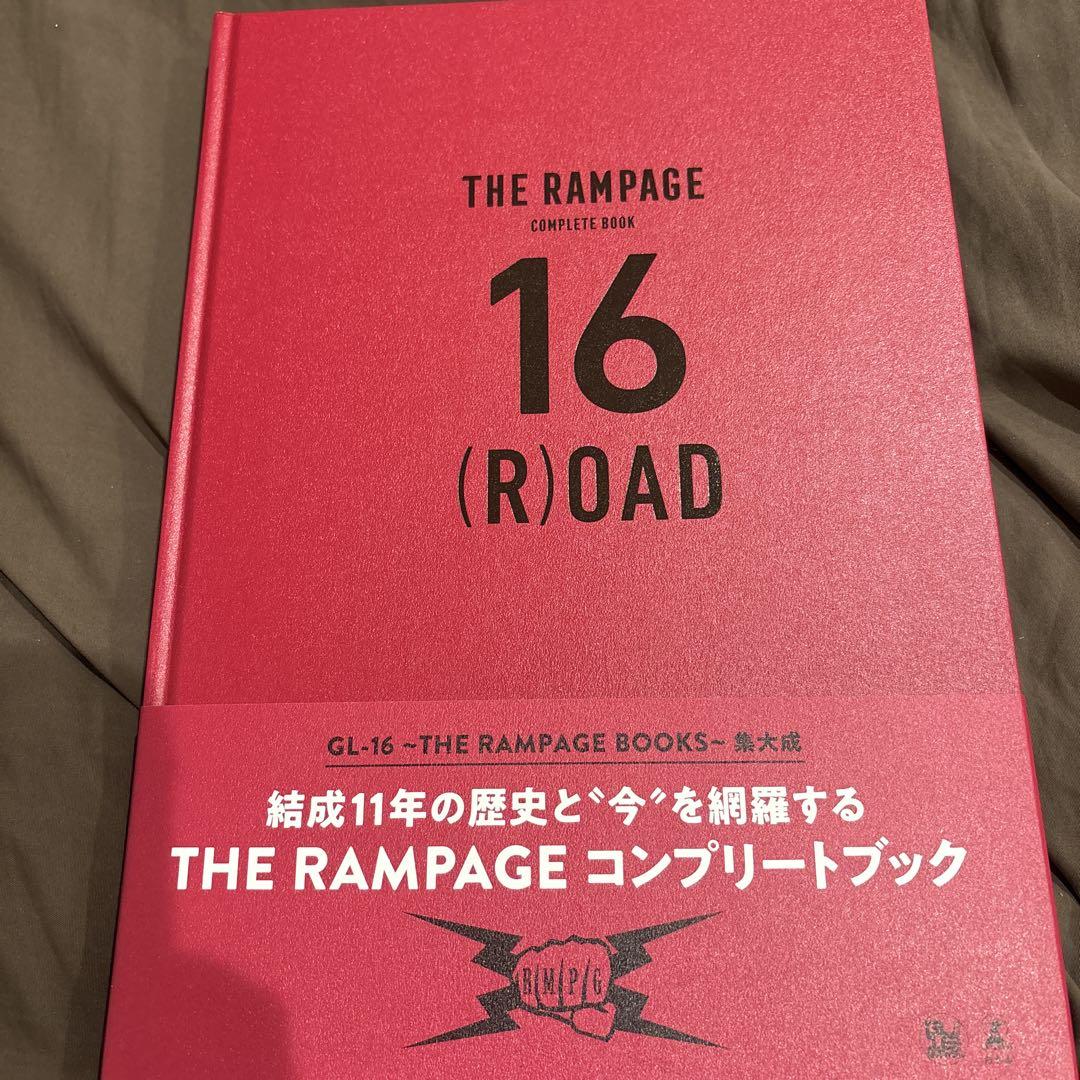 THE RAMPAGE
COMPLETE BOOK
16
(R)OAD
GL-16 ~THE RAMPAGE BOOKS~ 集大成
結成11年の歴史と〝今〟を網羅する
THE RAMPAGE コンプリートブック
R/M/P/G